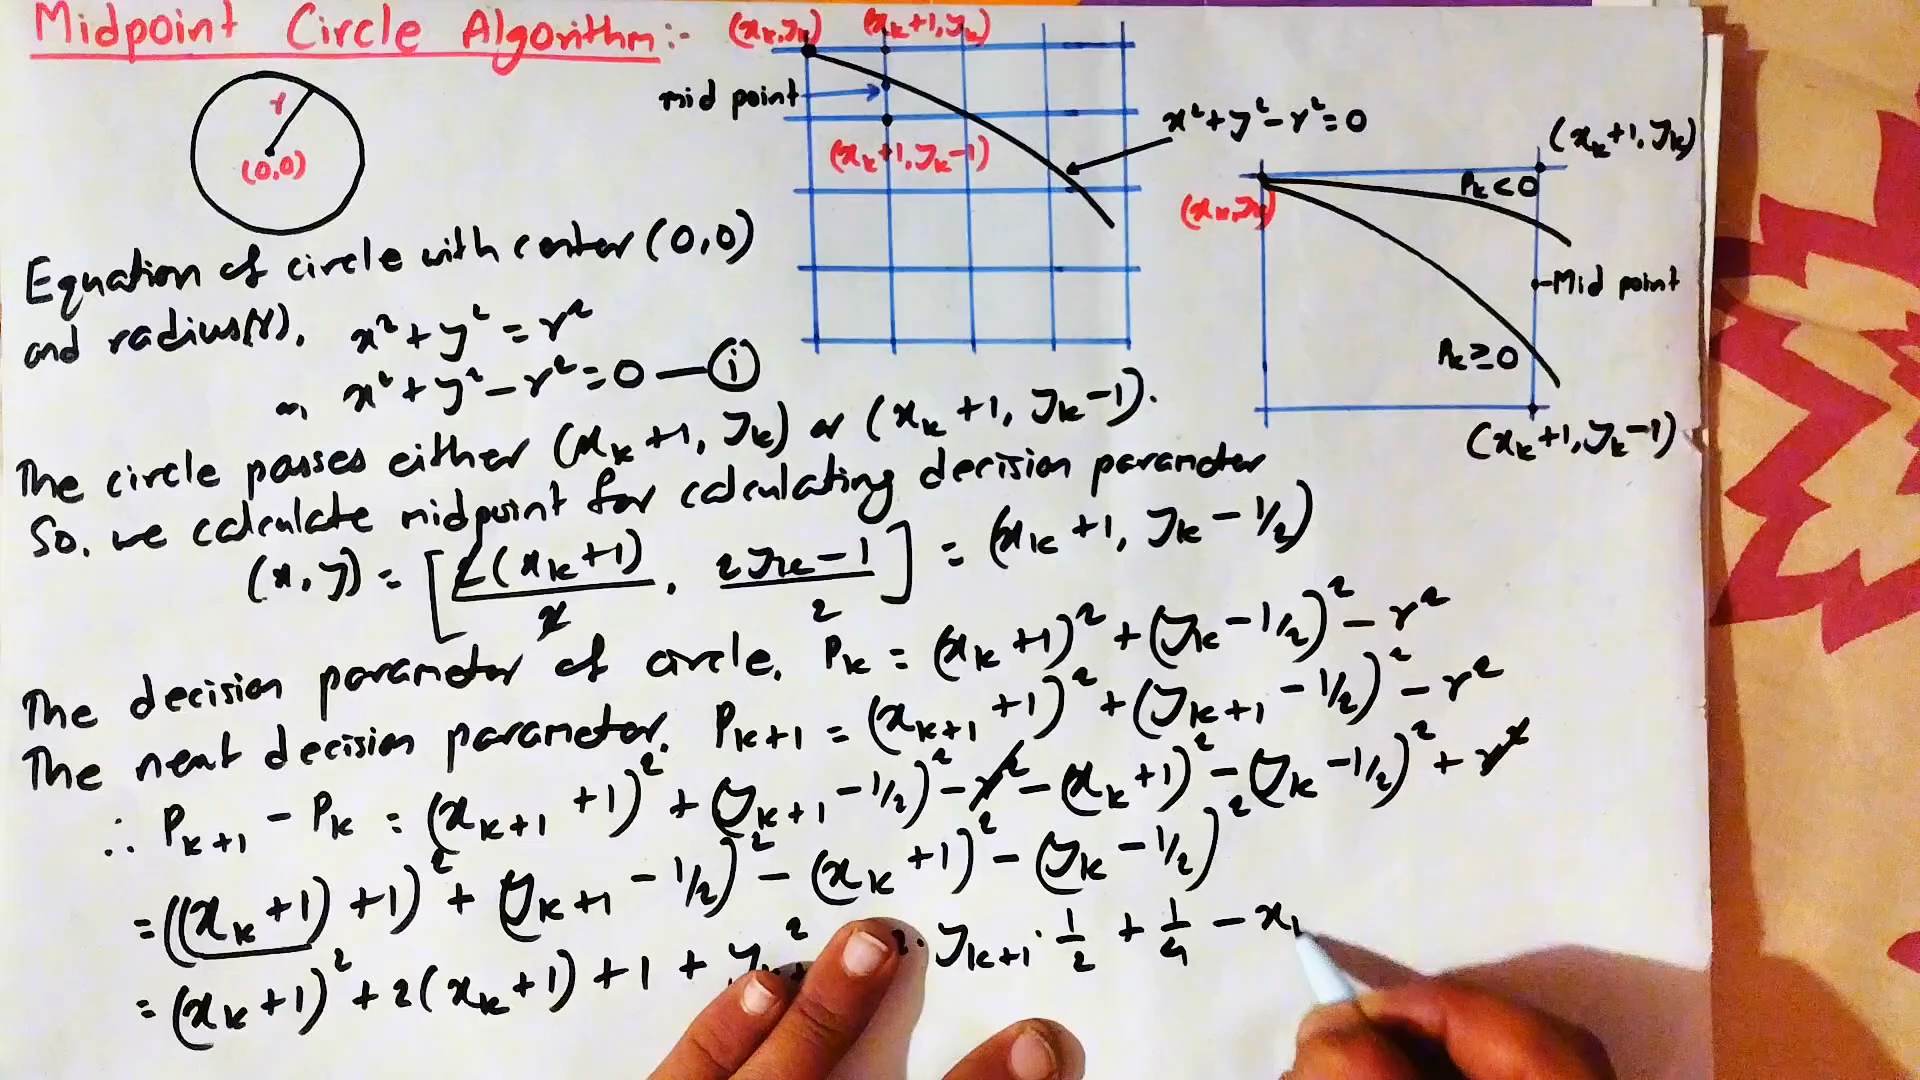 Midpoint Circle Algorithm:-
(xₖ,yₖ) (xₖ+1,yₖ)
mid point
(xₖ+1,yₖ-1)
x²+y²-r²=0
r
(0,0)
(xₖ+1,yₖ)
Pₖ<0
(xₖ,yₖ)
Mid point
Pₖ≥0
(xₖ+1,yₖ-1)
Equation of circle with center (0,0)
and radius(r), x²+y²=r²
or, x²+y²-r²=0 —(i)
The circle passes either (xₖ+1, yₖ) or (xₖ+1, yₖ-1).
So, we calculate midpoint for calculating decision parameter
(x,y) = [2(xₖ+1)/2, 2yₖ-1/2] = (xₖ+1, yₖ-1/2)
The decision parameter of circle, Pₖ = (xₖ+1)²+(yₖ-1/2)²-r²
The next decision parameter, Pₖ₊₁ = (xₖ₊₁+1)²+(yₖ₊₁-1/2)²-r²
∴ Pₖ₊₁ - Pₖ = (xₖ₊₁+1)²+(yₖ₊₁-1/2)²-r²-(xₖ+1)²-(yₖ-1/2)²+r²
=((xₖ+1)+1)²+(yₖ₊₁-1/2)²-(xₖ+1)²-(yₖ-1/2)²
=(xₖ+1)²+2(xₖ+1)+1+ 2·yₖ₊₁·1/2+1/4-x